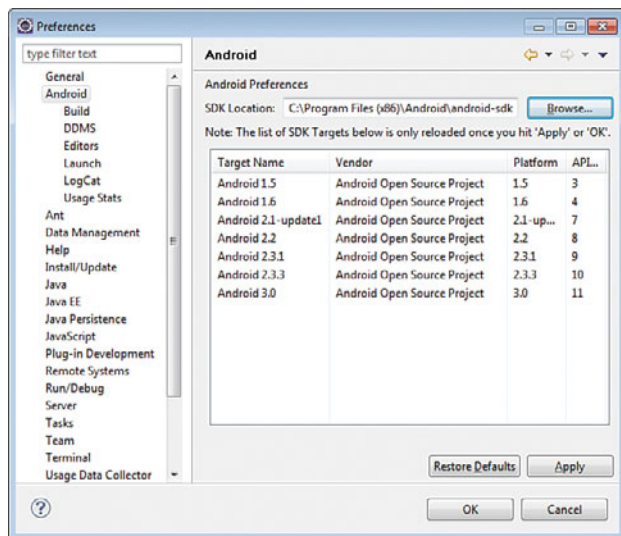 Preferences
type filter text
General
Android
Build
DDMS
Editors
Launch
LogCat
Usage Stats
Ant
Data Management
Help
Install/Update
Java
Java EE
Java Persistence
JavaScript
Plug-in Development
Remote Systems
Run/Debug
Server
Tasks
Team
Terminal
Usage Data Collector
Android
Android Preferences
SDK Location: C:\Program Files (x86)\Android\android-sdk Browse...
Note: The list of SDK Targets below is only reloaded once you hit 'Apply' or 'OK'.
Target Name Vendor Platform API...
Android 1.5 Android Open Source Project 1.5 3
Android 1.6 Android Open Source Project 1.6 4
Android 2.1-update1 Android Open Source Project 2.1-up... 7
Android 2.2 Android Open Source Project 2.2 8
Android 2.3.1 Android Open Source Project 2.3.1 9
Android 2.3.3 Android Open Source Project 2.3.3 10
Android 3.0 Android Open Source Project 3.0 11
Restore Defaults Apply
? OK Cancel